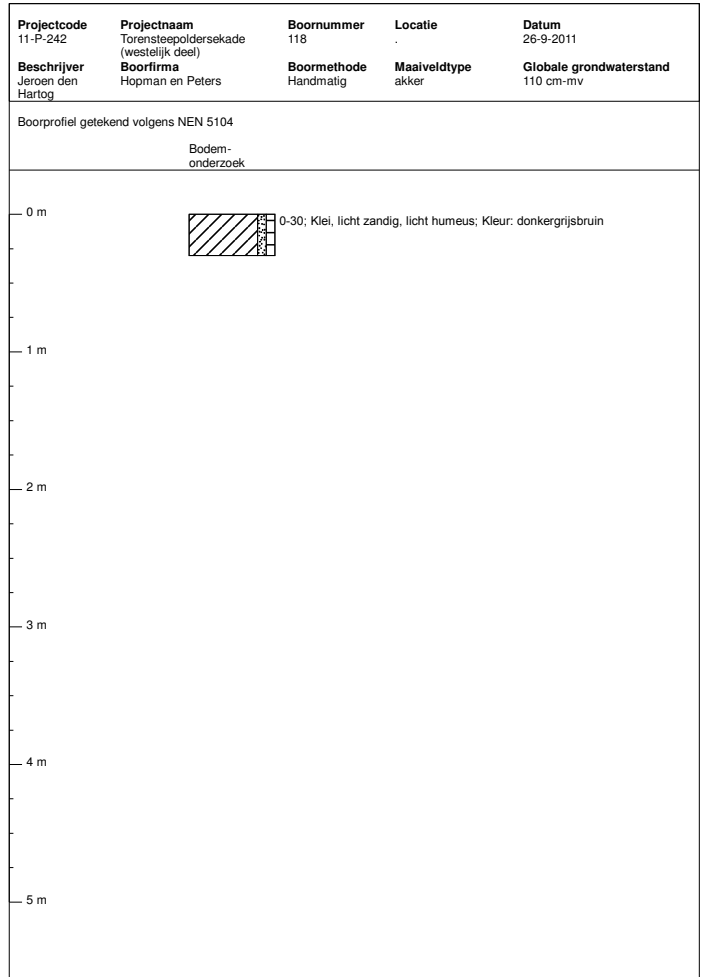 Projectcode Projectnaam Boornummer Locatie Datum
11-P-242 Torensteepoldersekade 118 . 26-9-2011
(westelijk deel)
Beschrijver Boorfirma Boormethode Maaiveldtype Globale grondwaterstand
Jeroen den Hopman en Peters Handmatig akker 110 cm-mv
Hartog
Boorprofiel getekend volgens NEN 5104
Bodem-
onderzoek
0 m
0-30; Klei, licht zandig, licht humeus; Kleur: donkergrijsbruin
1 m
2 m
3 m
4 m
5 m